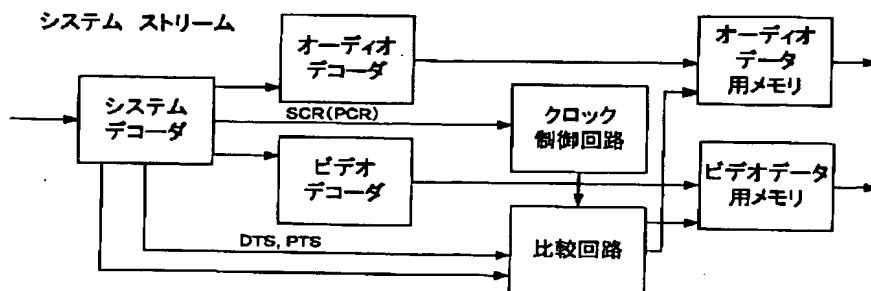 システム ストリーム
オーディオ
デコーダ
オーディオ
データ
用メモリ
システム
デコーダ
SCR(PCR)
クロック
制御回路
ビデオ
デコーダ
ビデオデータ
用メモリ
DTS, PTS
比較回路